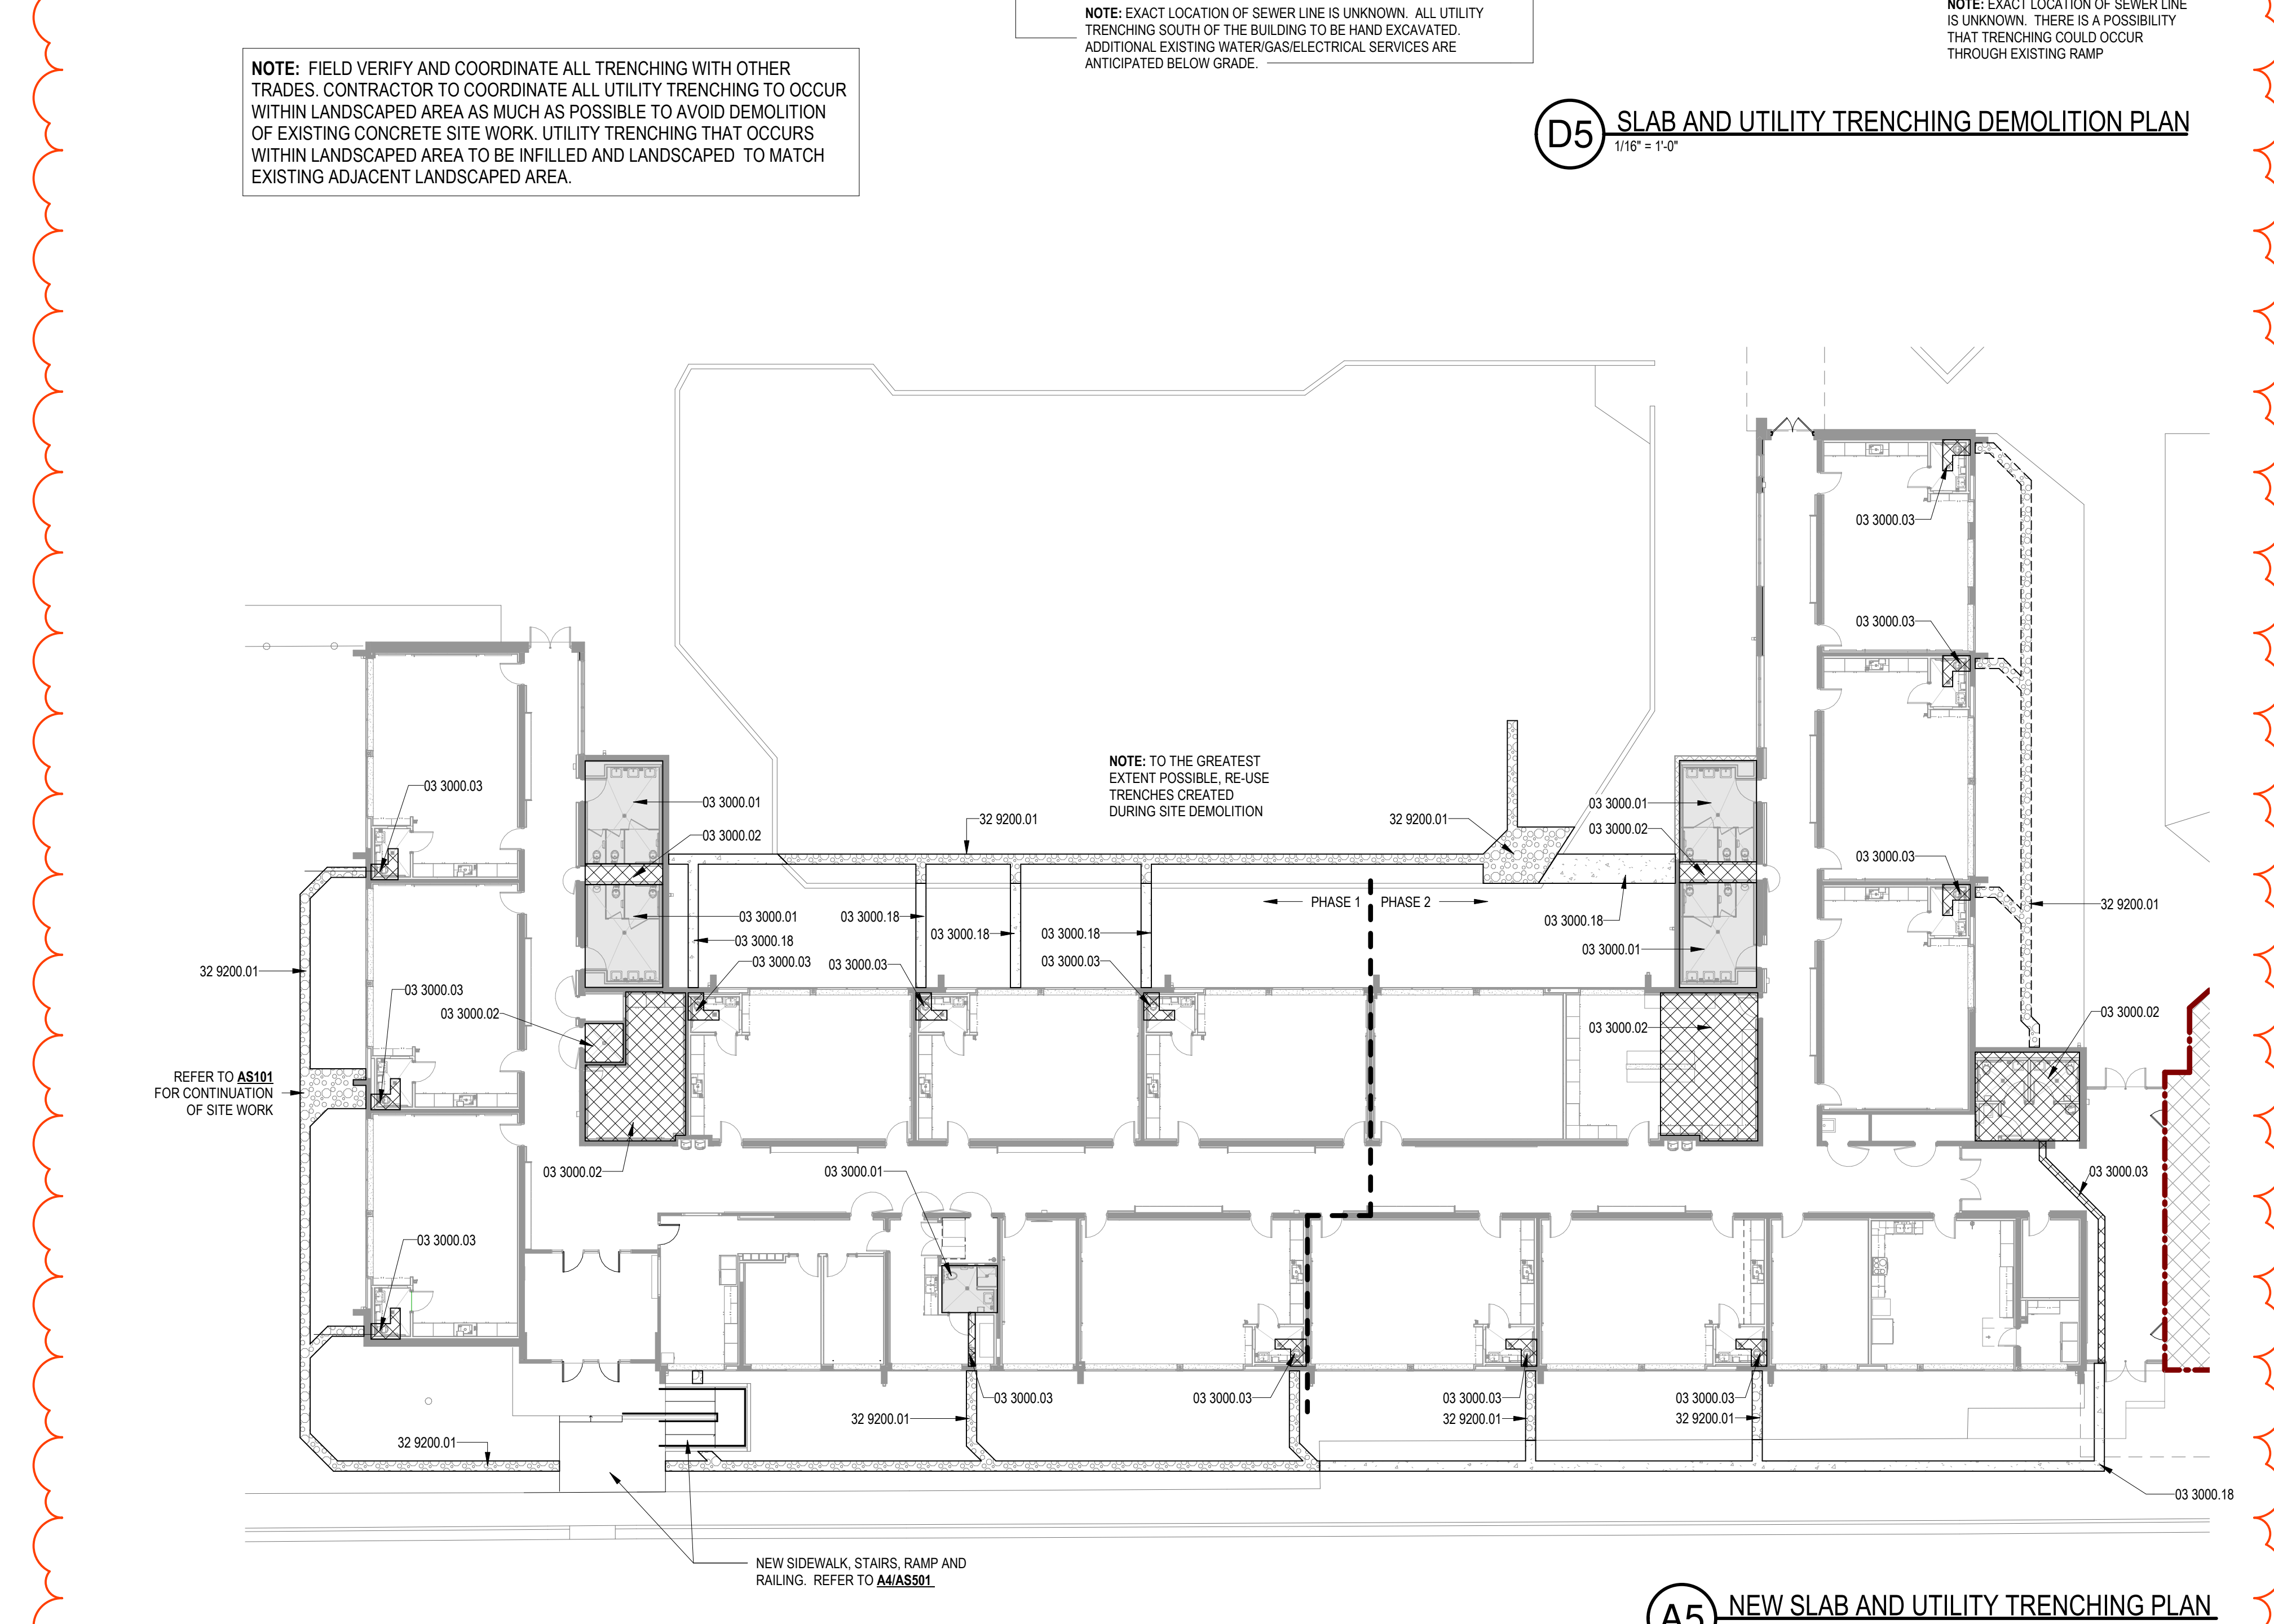 NOTE: EXACT LOCATION OF SEWER LINE IS UNKNOWN. ALL UTILITY
TRENCHING SOUTH OF THE BUILDING TO BE HAND EXCAVATED.
ADDITIONAL EXISTING WATER/GAS/ELECTRICAL SERVICES ARE
ANTICIPATED BELOW GRADE.
NOTE: EXACT LOCATION OF SEWER LINE
IS UNKNOWN. THERE IS A POSSIBILITY
THAT TRENCHING COULD OCCUR
THROUGH EXISTING RAMP
NOTE: FIELD VERIFY AND COORDINATE ALL TRENCHING WITH OTHER
TRADES. CONTRACTOR TO COORDINATE ALL UTILITY TRENCHING TO OCCUR
WITHIN LANDSCAPED AREA AS MUCH AS POSSIBLE TO AVOID DEMOLITION
OF EXISTING CONCRETE SITE WORK. UTILITY TRENCHING THAT OCCURS
WITHIN LANDSCAPED AREA TO BE INFILLED AND LANDSCAPED TO MATCH
EXISTING ADJACENT LANDSCAPED AREA.
D5
SLAB AND UTILITY TRENCHING DEMOLITION PLAN
1/16" = 1'-0"
03 3000.03
03 3000.03
NOTE: TO THE GREATEST
EXTENT POSSIBLE, RE-USE
TRENCHES CREATED
DURING SITE DEMOLITION
03 3000.03
03 3000.01
03 3000.02
32 9200.01
32 9200.01
03 3000.01
03 3000.02
03 3000.03
03 3000.01
03 3000.18
03 3000.18
03 3000.18
03 3000.18
PHASE 1
PHASE 2
03 3000.18
03 3000.01
32 9200.01
03 3000.03
03 3000.03
03 3000.03
32 9200.01
03 3000.03
03 3000.02
03 3000.02
03 3000.02
REFER TO AS101
FOR CONTINUATION
OF SITE WORK
03 3000.02
03 3000.01
03 3000.03
03 3000.03
03 3000.03
03 3000.03
03 3000.03
03 3000.03
32 9200.01
32 9200.01
32 9200.01
32 9200.01
03 3000.18
NEW SIDEWALK, STAIRS, RAMP AND
RAILING. REFER TO A4/AS501
A5
NEW SLAB AND UTILITY TRENCHING PLAN